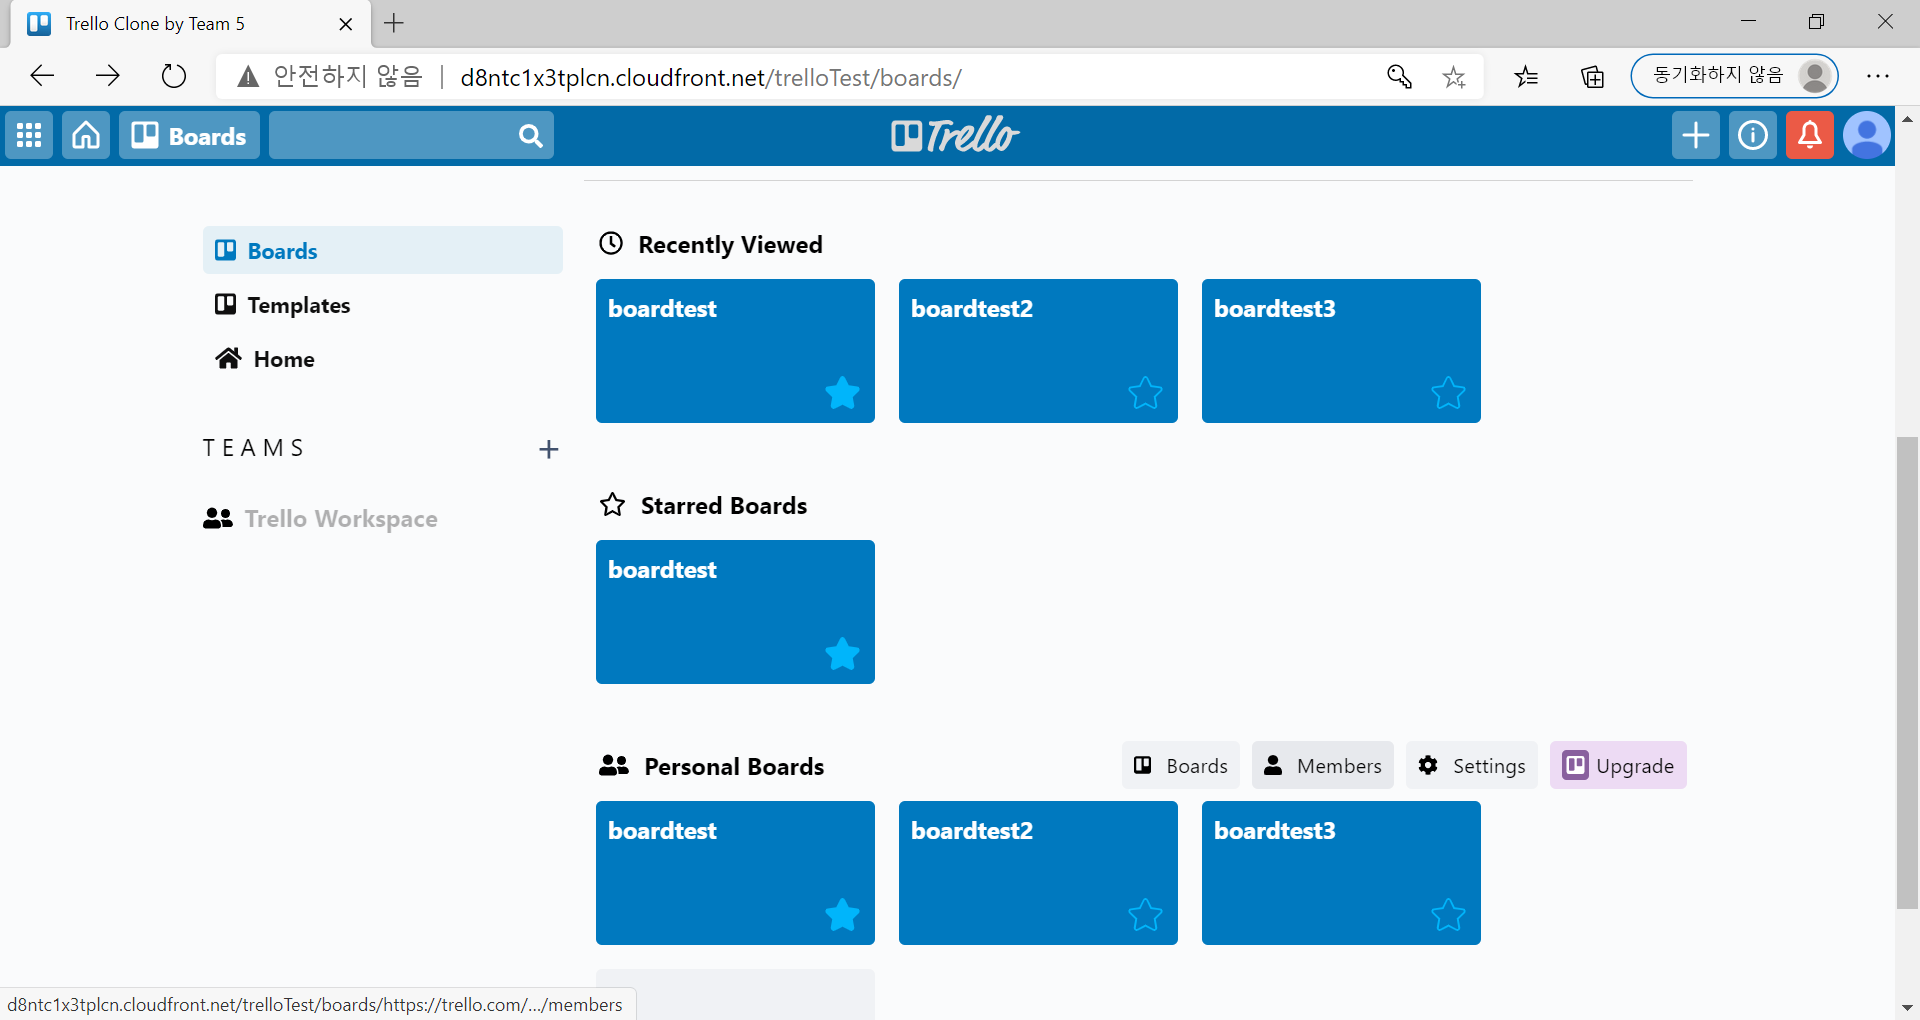 Trello Clone by Team 5
안전하지 않음
d8ntc1x3tplcn.cloudfront.net/trelloTest/boards/
동기화하지 않음
Boards
Trello
Boards
Templates
Home
TEAMS
Trello Workspace
Recently Viewed
boardtest
boardtest2
boardtest3
Starred Boards
boardtest
Personal Boards
Boards
Members
Settings
Upgrade
boardtest
boardtest2
boardtest3
d8ntc1x3tplcn.cloudfront.net/trelloTest/boards/https://trello.com/.../members